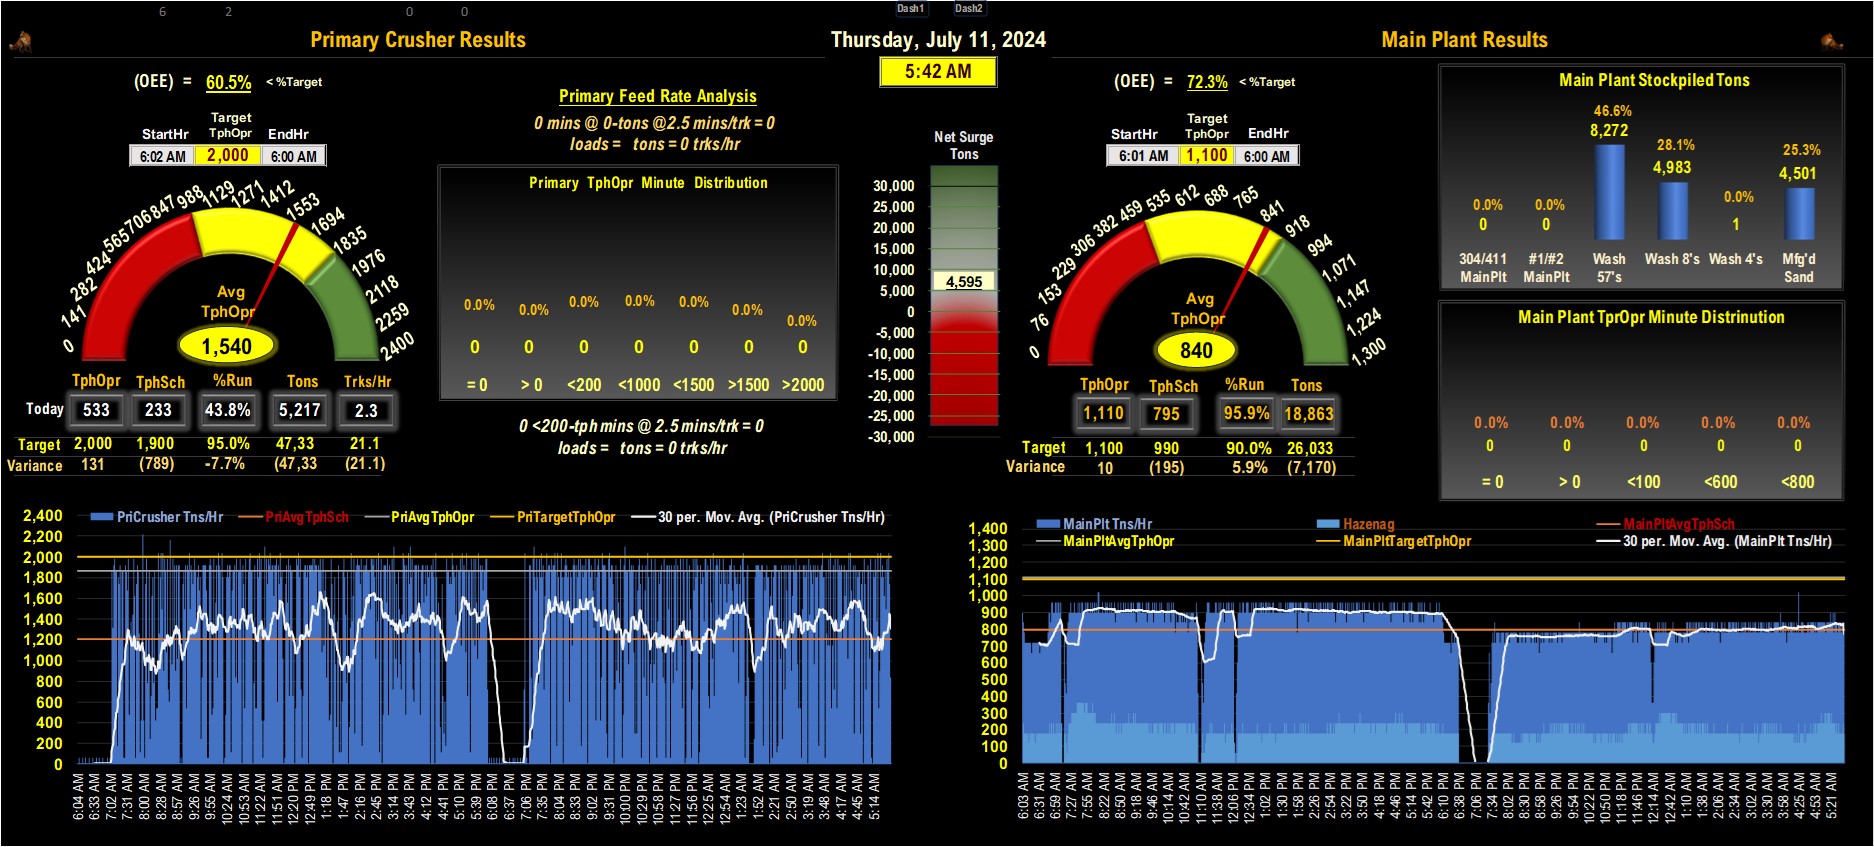 6 2 0 0 Dash1 Dash2
Primary Crusher Results
Thursday, July 11, 2024
Main Plant Results
5:42 AM
(OEE) = 60.5% < %Target
StartHr Target TphOpr EndHr
6:02 AM 2,000 6:00 AM
0 141 282 424 565 706 847 988 1129 1271 1412 1553 1694 1835 1976 2118 2259 2400
Avg
TphOpr
1,540
TphOpr TphSch %Run Tons Trks/Hr
Today 533 233 43.8% 5,217 2.3
Target 2,000 1,900 95.0% 47,33 21.1
Variance 131 (789) -7.7% (47,33 (21.1)
Primary Feed Rate Analysis
0 mins @ 0-tons @2.5 mins/trk = 0
loads = tons = 0 trks/hr
Primary TphOpr Minute Distribution
0.0% 0.0% 0.0% 0.0% 0.0% 0.0% 0.0%
0 0 0 0 0 0 0
= 0 > 0 <200 <1000 <1500 >1500 >2000
0 <200-tph mins @ 2.5 mins/trk = 0
loads = tons = 0 trks/hr
Net Surge
Tons
30,000
25,000
20,000
15,000
10,000
4,595
5,000
0
-5,000
-10,000
-15,000
-20,000
-25,000
-30,000
(OEE) = 72.3% < %Target
StartHr Target TphOpr EndHr
6:01 AM 1,100 6:00 AM
0 76 153 229 306 382 459 535 612 688 765 841 918 994 1,071 1,147 1,224 1,300
Avg
TphOpr
840
TphOpr TphSch %Run Tons
1,110 795 95.9% 18,863
Target 1,100 990 90.0% 26,033
Variance 10 (195) 5.9% (7,170)
Main Plant Stockpiled Tons
0.0% 0.0% 46.6% 28.1% 0.0% 25.3%
0 0 8,272 4,983 1 4,501
304/411 MainPlt #1/#2 MainPlt Wash 57's Wash 8's Wash 4's Mfg'd Sand
Main Plant TprOpr Minute Distrinution
0.0% 0.0% 0.0% 0.0% 0.0%
0 0 0 0 0
= 0 > 0 <100 <600 <800
PriCrusher Tns/Hr PriAvgTphSch PriAvgTphOpr PriTargetTphOpr 30 per. Mov. Avg. (PriCrusher Tns/Hr)
2,400
2,200
2,000
1,800
1,600
1,400
1,200
1,000
800
600
400
200
0
6:04 AM 6:33 AM 7:02 AM 7:31 AM 8:00 AM 8:28 AM 8:57 AM 9:26 AM 9:55 AM 10:24 AM 10:53 AM 11:22 AM 11:51 AM 12:20 PM 12:49 PM 1:18 PM 1:47 PM 2:16 PM 2:45 PM 3:14 PM 3:43 PM 4:12 PM 4:41 PM 5:10 PM 5:39 PM 6:08 PM 6:37 PM 7:06 PM 7:35 PM 8:04 PM 8:33 PM 9:02 PM 9:31 PM 10:00 PM 10:29 PM 10:58 PM 11:27 PM 11:56 PM 12:25 AM 12:54 AM 1:23 AM 1:52 AM 2:21 AM 2:50 AM 3:19 AM 3:48 AM 4:17 AM 4:45 AM 5:14 AM
MainPlt Tns/Hr Hazenag MainPltAvgTphSch
MainPltAvgTphOpr MainPltTargetTphOpr 30 per. Mov. Avg. (MainPlt Tns/Hr)
1,400
1,300
1,200
1,100
1,000
900
800
700
600
500
400
300
200
100
0
6:03 AM 6:31 AM 6:59 AM 7:27 AM 8:22 AM 8:50 AM 9:18 AM 9:46 AM 10:14 AM 10:42 AM 11:10 AM 11:38 AM 12:06 PM 12:34 PM 1:02 PM 1:30 PM 1:58 PM 2:26 PM 2:54 PM 3:22 PM 3:50 PM 4:18 PM 4:46 PM 5:14 PM 5:42 PM 6:10 PM 6:38 PM 7:06 PM 7:34 PM 8:02 PM 8:30 PM 8:58 PM 9:26 PM 9:54 PM 10:22 PM 10:50 PM 11:18 PM 11:46 PM 12:14 AM 12:42 AM 1:10 AM 1:38 AM 2:06 AM 2:34 AM 3:02 AM 3:30 AM 3:58 AM 4:25 AM 4:53 AM 5:21 AM